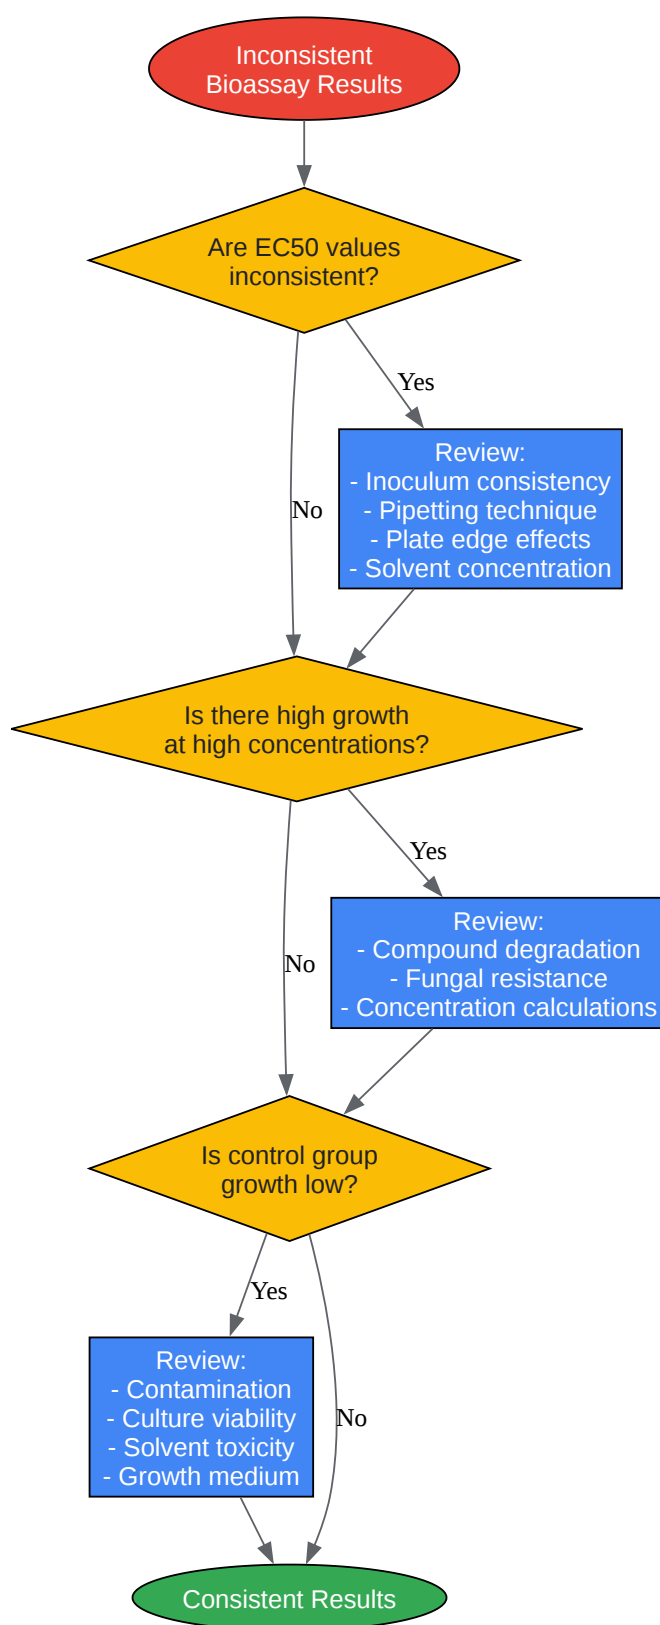 Inconsistent
Bioassay Results
Are EC50 values
inconsistent?
Yes
Review:
- Inoculum consistency
- Pipetting technique
- Plate edge effects
- Solvent concentration
No
Is there high growth
at high concentrations?
Yes
Review:
- Compound degradation
- Fungal resistance
- Concentration calculations
No
Is control group
growth low?
Yes
Review:
- Contamination
- Culture viability
- Solvent toxicity
- Growth medium
No
Consistent Results